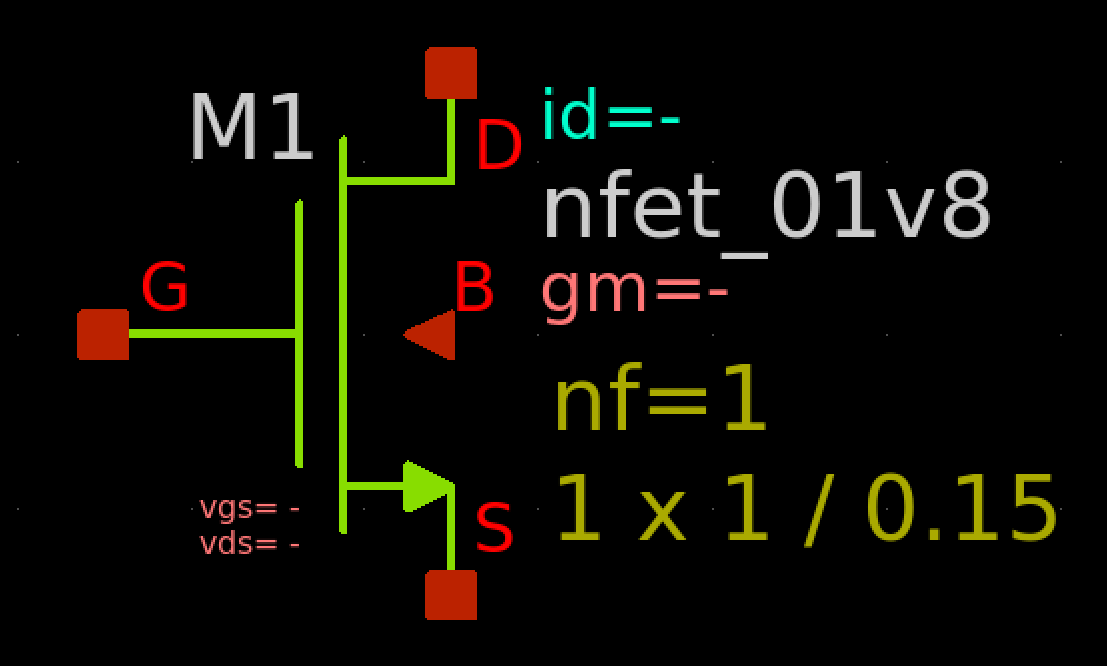 M1
D
id=-
nfet_01v8
G
B
gm=-
nf=1
vgs= -
vds= -
S
1 x 1 / 0.15